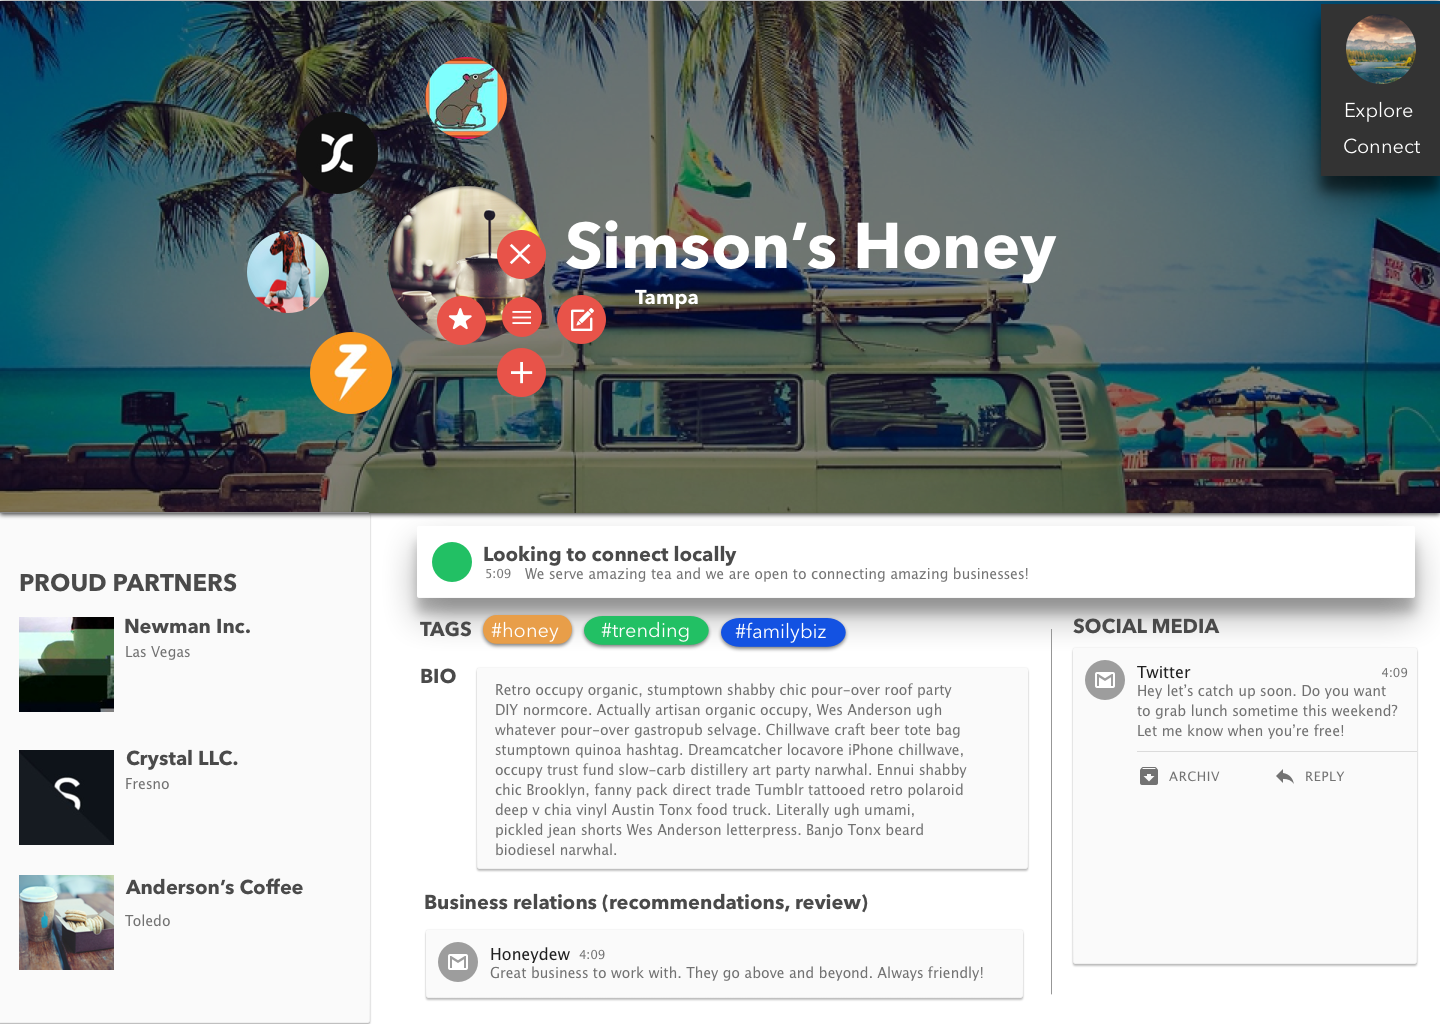 Explore
Connect
Simson's Honey
Tampa
PROUD PARTNERS
Newman Inc.
Las Vegas
Crystal LLC.
Fresno
Anderson's Coffee
Toledo
Looking to connect locally
5:09 We serve amazing tea and we are open to connecting amazing businesses!
TAGS #honey #trending #familybiz
BIO
Retro occupy organic, stumptown shabby chic pour-over roof party
DIY normcore. Actually artisan organic occupy, Wes Anderson ugh
whatever pour-over gastropub selvage. Chillwave craft beer tote bag
stumptown quinoa hashtag. Dreamcatcher locavore iPhone chillwave,
occupy trust fund slow-carb distillery art party narwhal. Ennui shabby
chic Brooklyn, fanny pack direct trade Tumblr tattooed retro polaroid
deep v chia vinyl Austin Tonx food truck. Literally ugh umami,
pickled jean shorts Wes Anderson letterpress. Banjo Tonx beard
biodiesel narwhal.
Business relations (recommendations, review)
Honeydew 4:09
Great business to work with. They go above and beyond. Always friendly!
SOCIAL MEDIA
Twitter 4:09
Hey let's catch up soon. Do you want
to grab lunch sometime this weekend?
Let me know when you're free!
ARCHIV REPLY